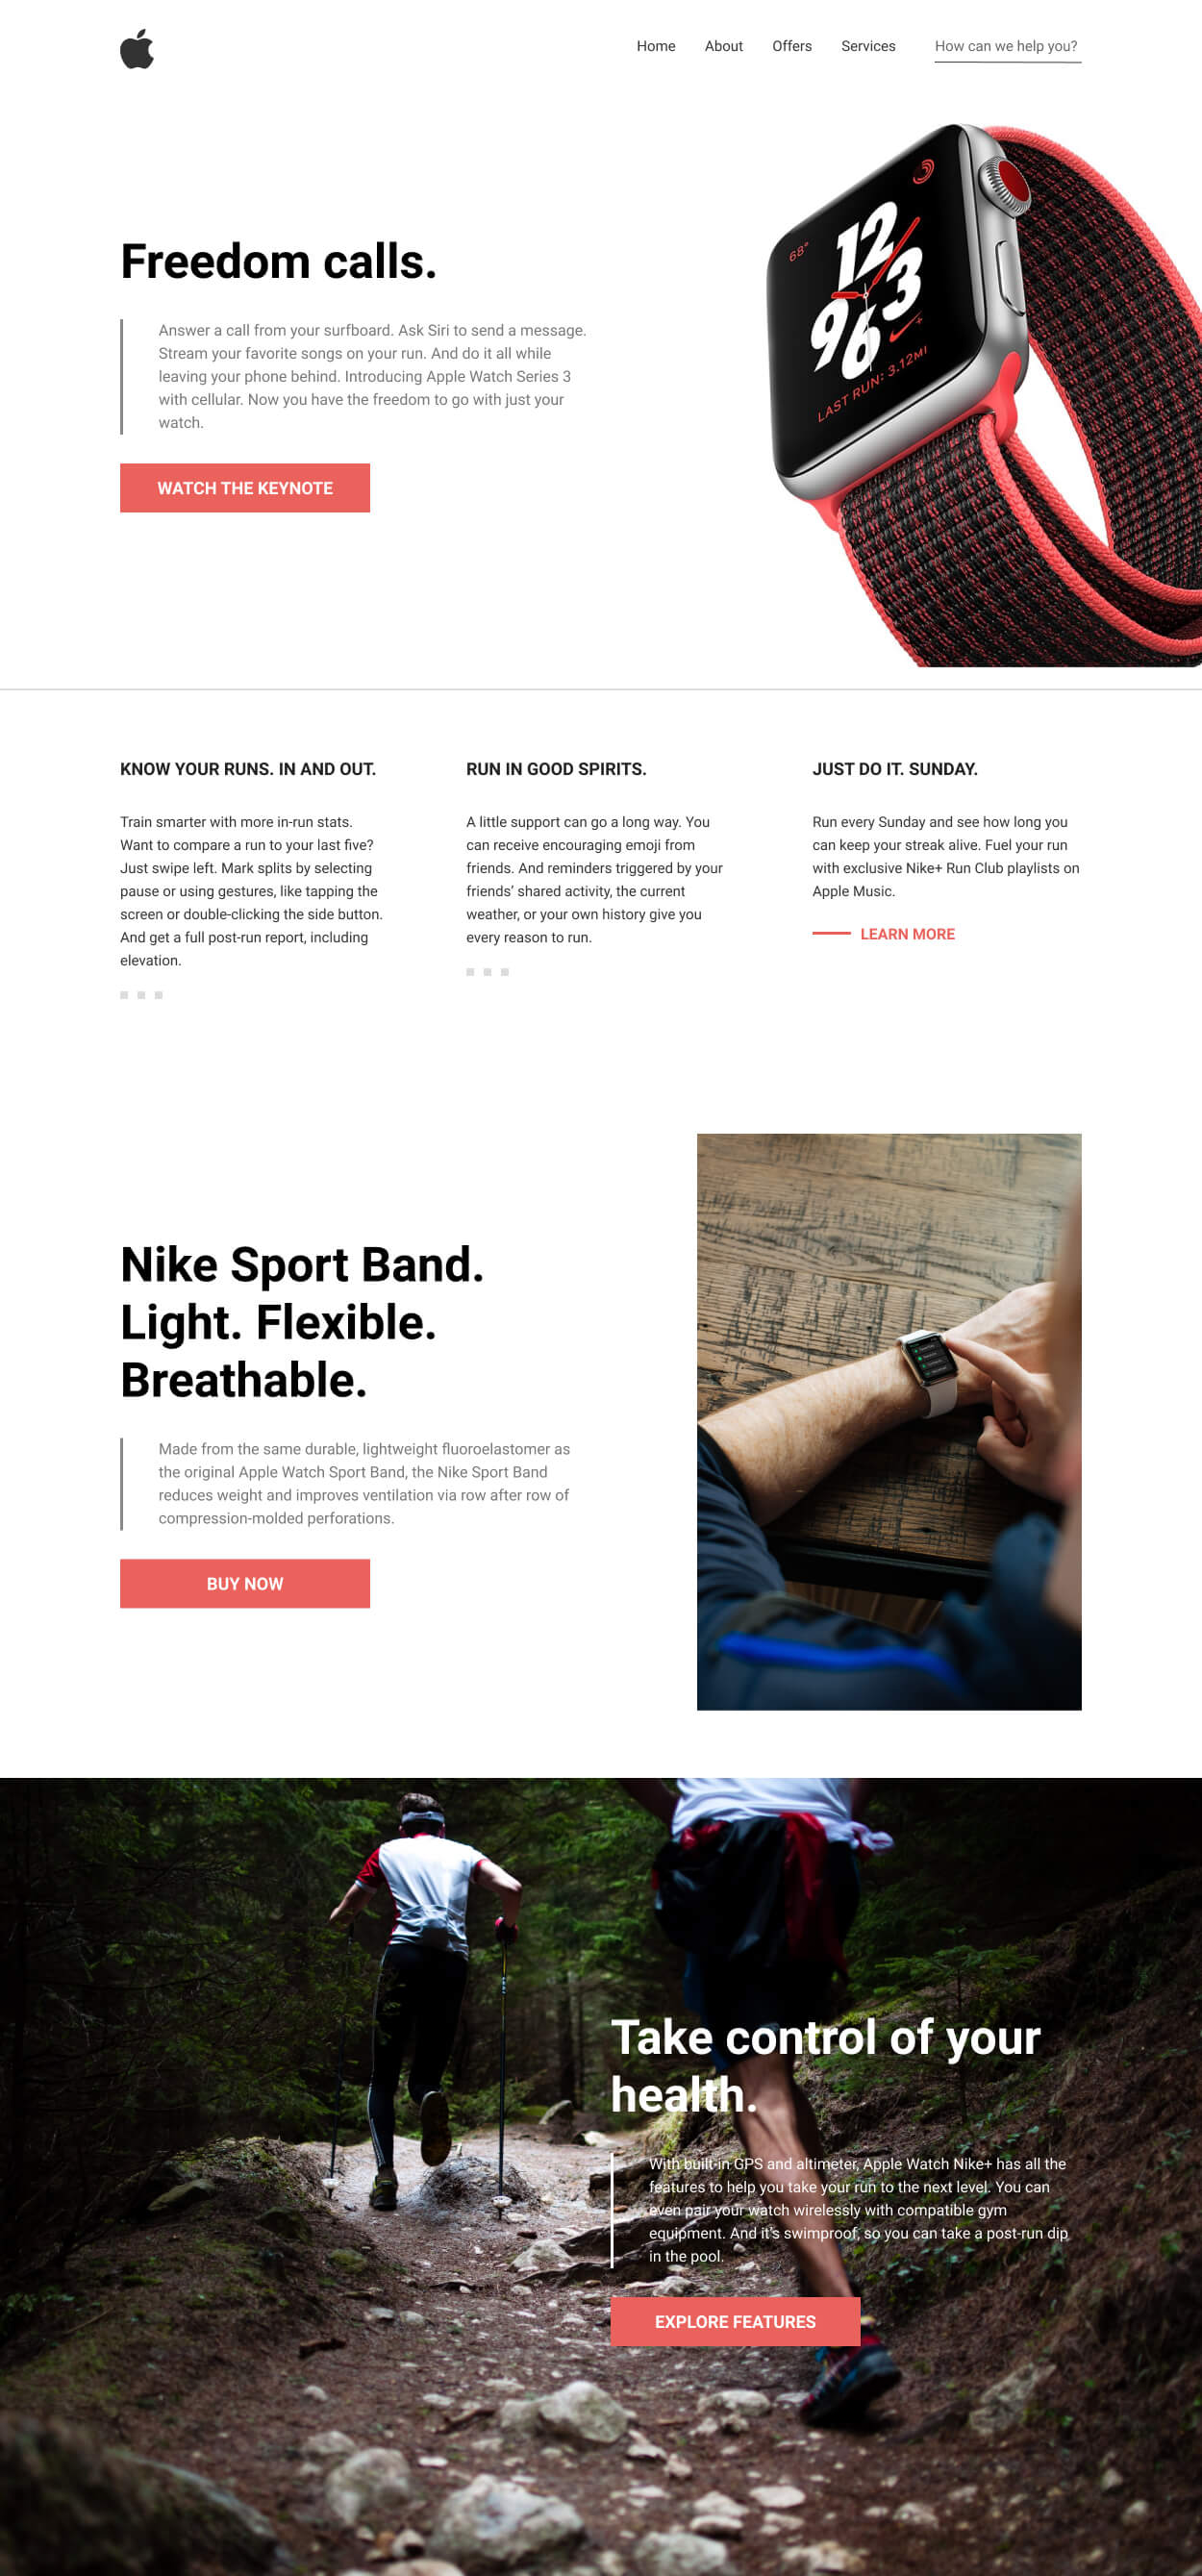 Home About Offers Services How can we help you?
68°
12
3
6
9
LAST RUN: 3.12MI
Freedom calls.
Answer a call from your surfboard. Ask Siri to send a message.
Stream your favorite songs on your run. And do it all while
leaving your phone behind. Introducing Apple Watch Series 3
with cellular. Now you have the freedom to go with just your
watch.
WATCH THE KEYNOTE
KNOW YOUR RUNS. IN AND OUT.
Train smarter with more in-run stats.
Want to compare a run to your last five?
Just swipe left. Mark splits by selecting
pause or using gestures, like tapping the
screen or double-clicking the side button.
And get a full post-run report, including
elevation.
RUN IN GOOD SPIRITS.
A little support can go a long way. You
can receive encouraging emoji from
friends. And reminders triggered by your
friends’ shared activity, the current
weather, or your own history give you
every reason to run.
JUST DO IT. SUNDAY.
Run every Sunday and see how long you
can keep your streak alive. Fuel your run
with exclusive Nike+ Run Club playlists on
Apple Music.
LEARN MORE
Nike Sport Band.
Light. Flexible.
Breathable.
Made from the same durable, lightweight fluoroelastomer as
the original Apple Watch Sport Band, the Nike Sport Band
reduces weight and improves ventilation via row after row of
compression-molded perforations.
BUY NOW
Take control of your
health.
With built-in GPS and altimeter, Apple Watch Nike+ has all the
features to help you take your run to the next level. You can
even pair your watch wirelessly with compatible gym
equipment. And it’s swimproof, so you can take a post-run dip
in the pool.
EXPLORE FEATURES